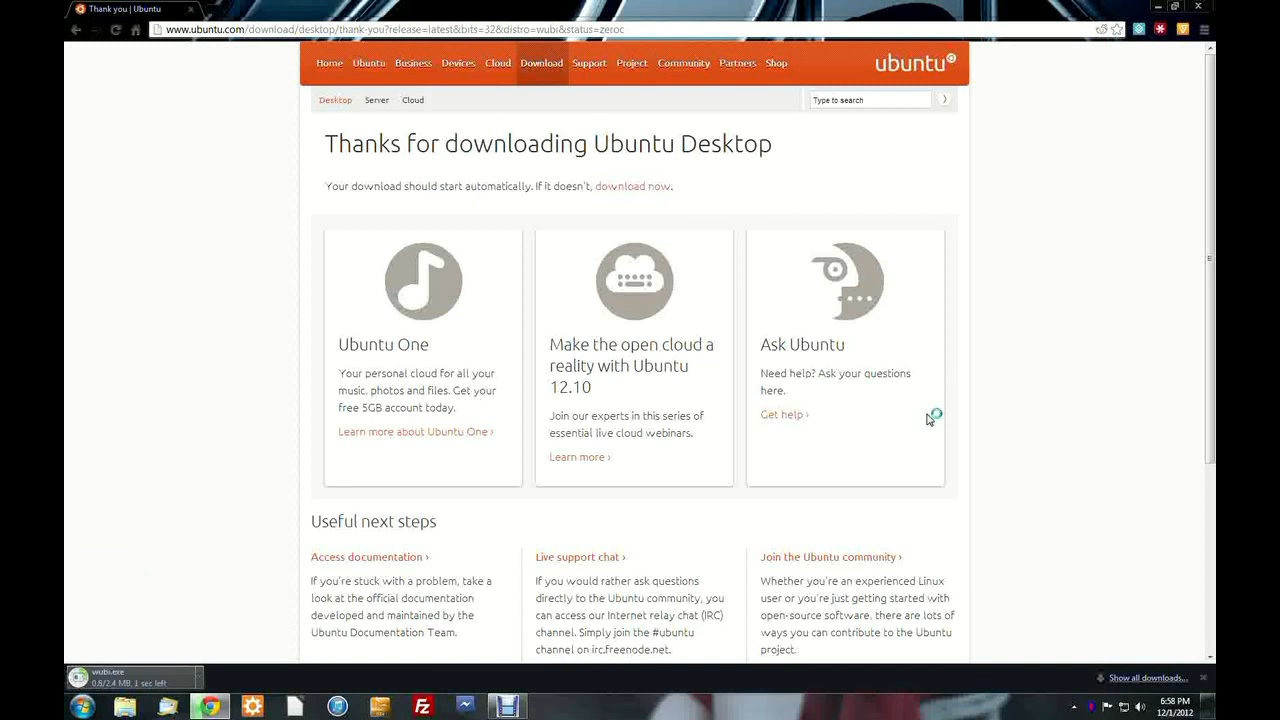 Thank you | Ubuntu
www.ubuntu.com/download/desktop/thank-you?release=latest&bits=32&distro=wubi&status=zeroc
Home Ubuntu Business Devices Cloud Download Support Project Community Partners Shop
ubuntu
Desktop Server Cloud
Type to search
Thanks for downloading Ubuntu Desktop
Your download should start automatically. If it doesn't, download now.
Ubuntu One
Your personal cloud for all your
music, photos and files. Get your
free 5GB account today.
Learn more about Ubuntu One ›
Make the open cloud a
reality with Ubuntu
12.10
Join our experts in this series of
essential live cloud webinars.
Learn more ›
Ask Ubuntu
Need help? Ask your questions
here.
Get help ›
Useful next steps
Access documentation ›
If you're stuck with a problem, take a
look at the official documentation
developed and maintained by the
Ubuntu Documentation Team.
Live support chat ›
If you would rather ask questions
directly to the Ubuntu community, you
can access our Internet relay chat (IRC)
channel. Simply join the #ubuntu
channel on irc.freenode.net.
Join the Ubuntu community ›
Whether you're an experienced Linux
user or you're just getting started with
open-source software, there are lots of
ways you can contribute to the Ubuntu
project.
wubi.exe
0.8/2.4 MB, 1 sec left
Show all downloads...
6:58 PM
12/1/2012